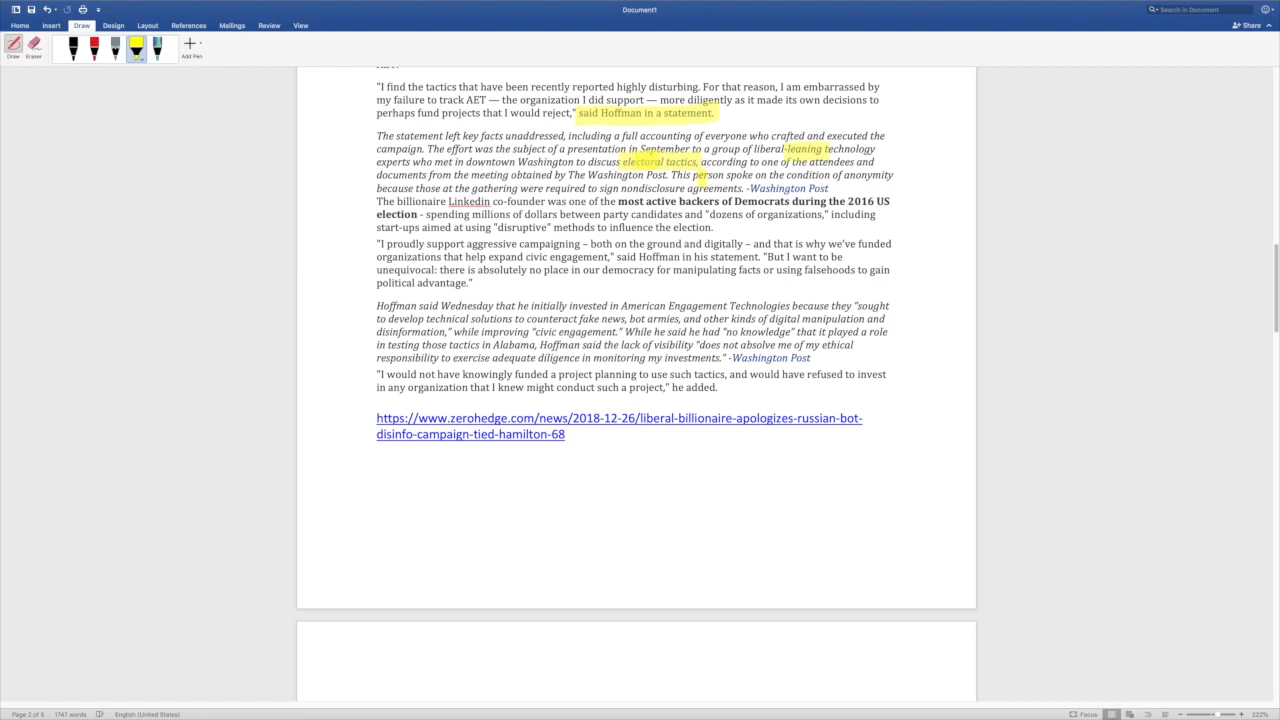 Document1
Search in Document
Home Insert Draw Design Layout References Mailings Review View
Share
Draw Eraser Add Pen
"I find the tactics that have been recently reported highly disturbing. For that reason, I am embarrassed by
my failure to track AET — the organization I did support — more diligently as it made its own decisions to
perhaps fund projects that I would reject," said Hoffman in a statement.
The statement left key facts unaddressed, including a full accounting of everyone who crafted and executed the
campaign. The effort was the subject of a presentation in September to a group of liberal-leaning technology
experts who met in downtown Washington to discuss electoral tactics, according to one of the attendees and
documents from the meeting obtained by The Washington Post. This person spoke on the condition of anonymity
because those at the gathering were required to sign nondisclosure agreements. -Washington Post
The billionaire Linkedin co-founder was one of the most active backers of Democrats during the 2016 US
election - spending millions of dollars between party candidates and "dozens of organizations," including
start-ups aimed at using "disruptive" methods to influence the election.
"I proudly support aggressive campaigning – both on the ground and digitally – and that is why we've funded
organizations that help expand civic engagement," said Hoffman in his statement. "But I want to be
unequivocal: there is absolutely no place in our democracy for manipulating facts or using falsehoods to gain
political advantage."
Hoffman said Wednesday that he initially invested in American Engagement Technologies because they "sought
to develop technical solutions to counteract fake news, bot armies, and other kinds of digital manipulation and
disinformation," while improving "civic engagement." While he said he had "no knowledge" that it played a role
in testing those tactics in Alabama, Hoffman said the lack of visibility "does not absolve me of my ethical
responsibility to exercise adequate diligence in monitoring my investments." -Washington Post
"I would not have knowingly funded a project planning to use such tactics, and would have refused to invest
in any organization that I knew might conduct such a project," he added.
https://www.zerohedge.com/news/2018-12-26/liberal-billionaire-apologizes-russian-bot-
disinfo-campaign-tied-hamilton-68
Page 2 of 5 1747 words English (United States) Focus 222%